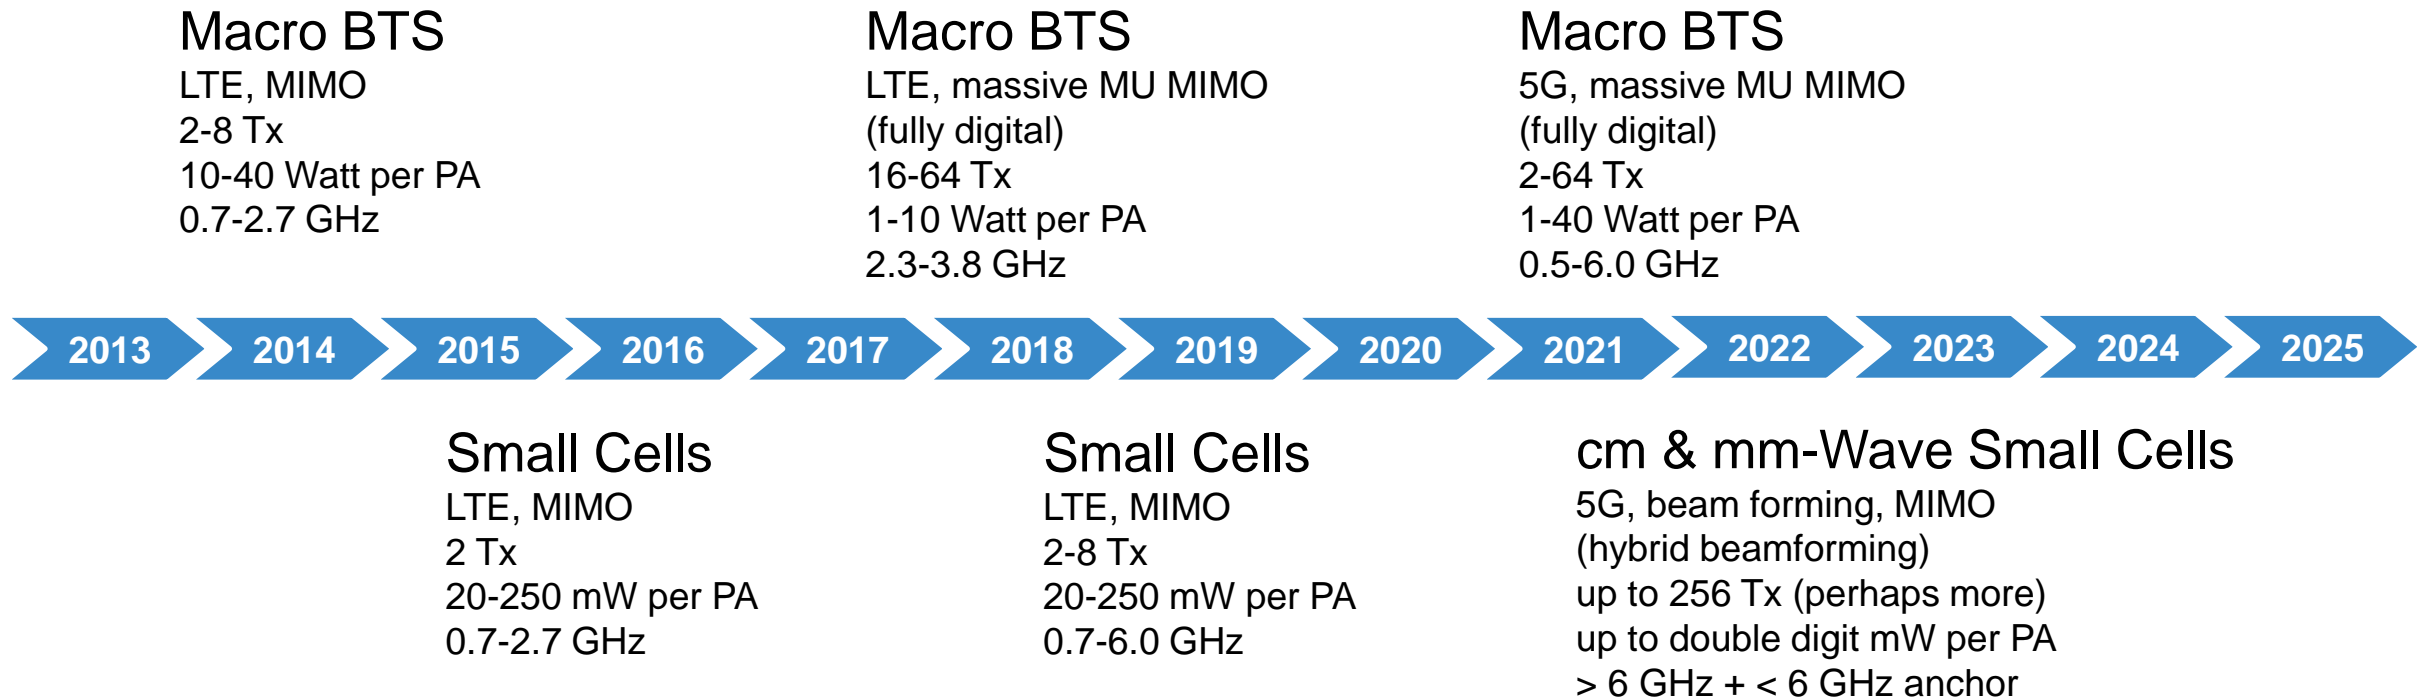 Macro BTS
LTE, MIMO
2-8 Tx
10-40 Watt per PA
0.7-2.7 GHz
Macro BTS
LTE, massive MU MIMO
(fully digital)
16-64 Tx
1-10 Watt per PA
2.3-3.8 GHz
Macro BTS
5G, massive MU MIMO
(fully digital)
2-64 Tx
1-40 Watt per PA
0.5-6.0 GHz
2013 2014 2015 2016 2017 2018 2019 2020 2021 2022 2023 2024 2025
Small Cells
LTE, MIMO
2 Tx
20-250 mW per PA
0.7-2.7 GHz
Small Cells
LTE, MIMO
2-8 Tx
20-250 mW per PA
0.7-6.0 GHz
cm & mm-Wave Small Cells
5G, beam forming, MIMO
(hybrid beamforming)
up to 256 Tx (perhaps more)
up to double digit mW per PA
> 6 GHz + < 6 GHz anchor